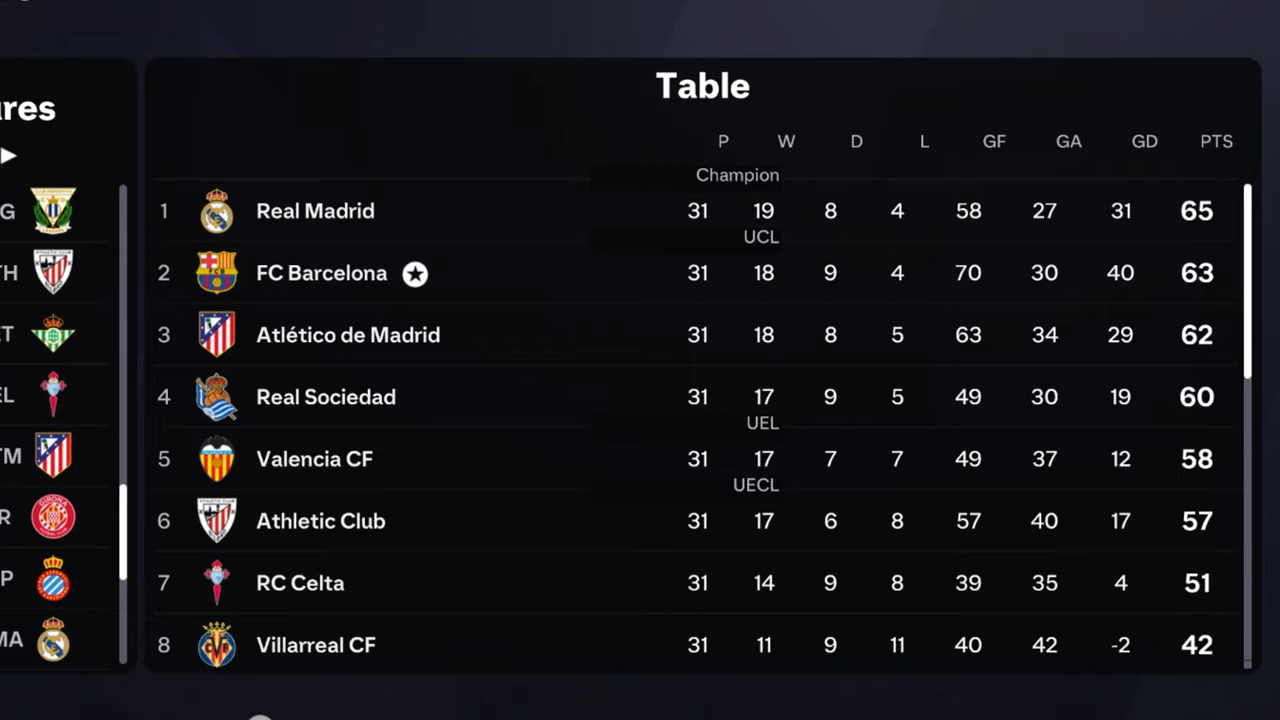 ures
G
TH
ET
EL
TM
R
P
MA
Table
P W D L GF GA GD PTS
Champion
1 Real Madrid 31 19 8 4 58 27 31 65
UCL
2 FC Barcelona 31 18 9 4 70 30 40 63
3 Atlético de Madrid 31 18 8 5 63 34 29 62
4 Real Sociedad 31 17 9 5 49 30 19 60
UEL
5 Valencia CF 31 17 7 7 49 37 12 58
UECL
6 Athletic Club 31 17 6 8 57 40 17 57
7 RC Celta 31 14 9 8 39 35 4 51
8 Villarreal CF 31 11 9 11 40 42 -2 42